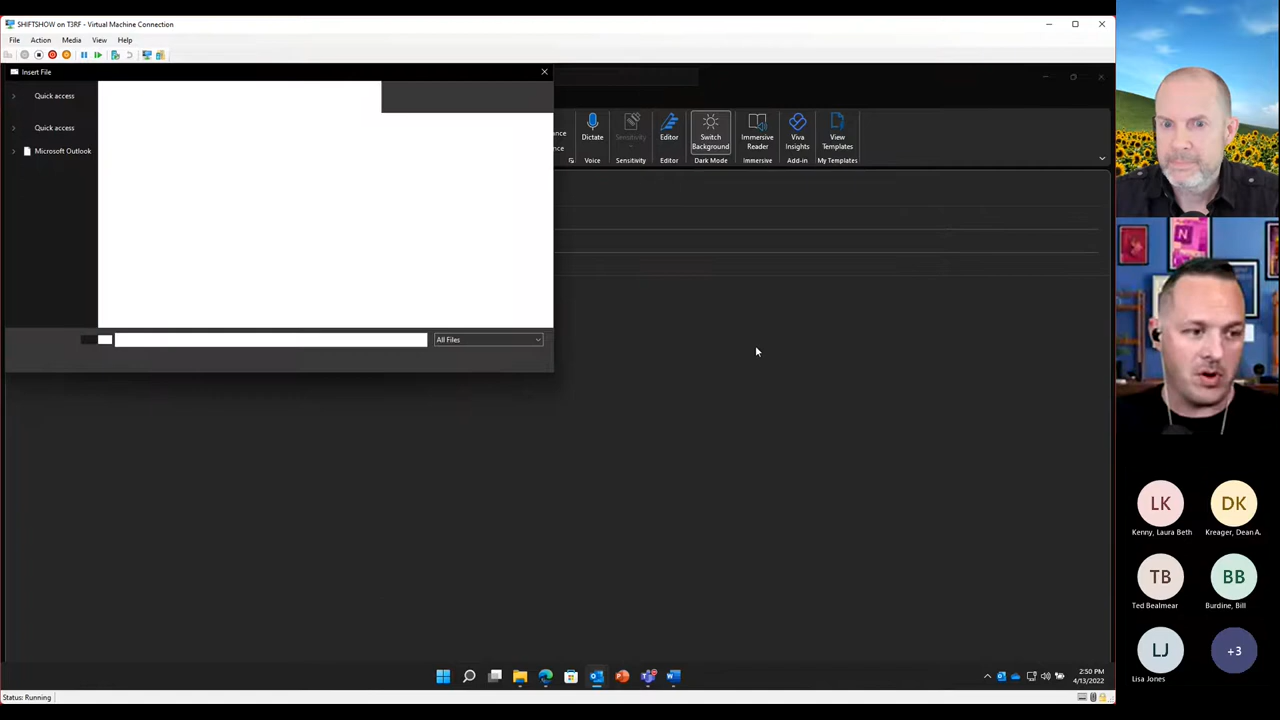 SHIFTSHOW on T3RF - Virtual Machine Connection
File Action Media View Help
Insert File
Quick access
Quick access
Microsoft Outlook
All Files
Dictate
Voice
Sensitivity
Sensitivity
Editor
Editor
Switch
Background
Dark Mode
Immersive
Reader
Immersive
Viva
Insights
Add-in
View
Templates
My Templates
N
LK
Kenny, Laura Beth
DK
Kreager, Dean A.
TB
Ted Bealmear
BB
Burdine, Bill
LJ
Lisa Jones
+3
2:50 PM
4/13/2022
Status: Running